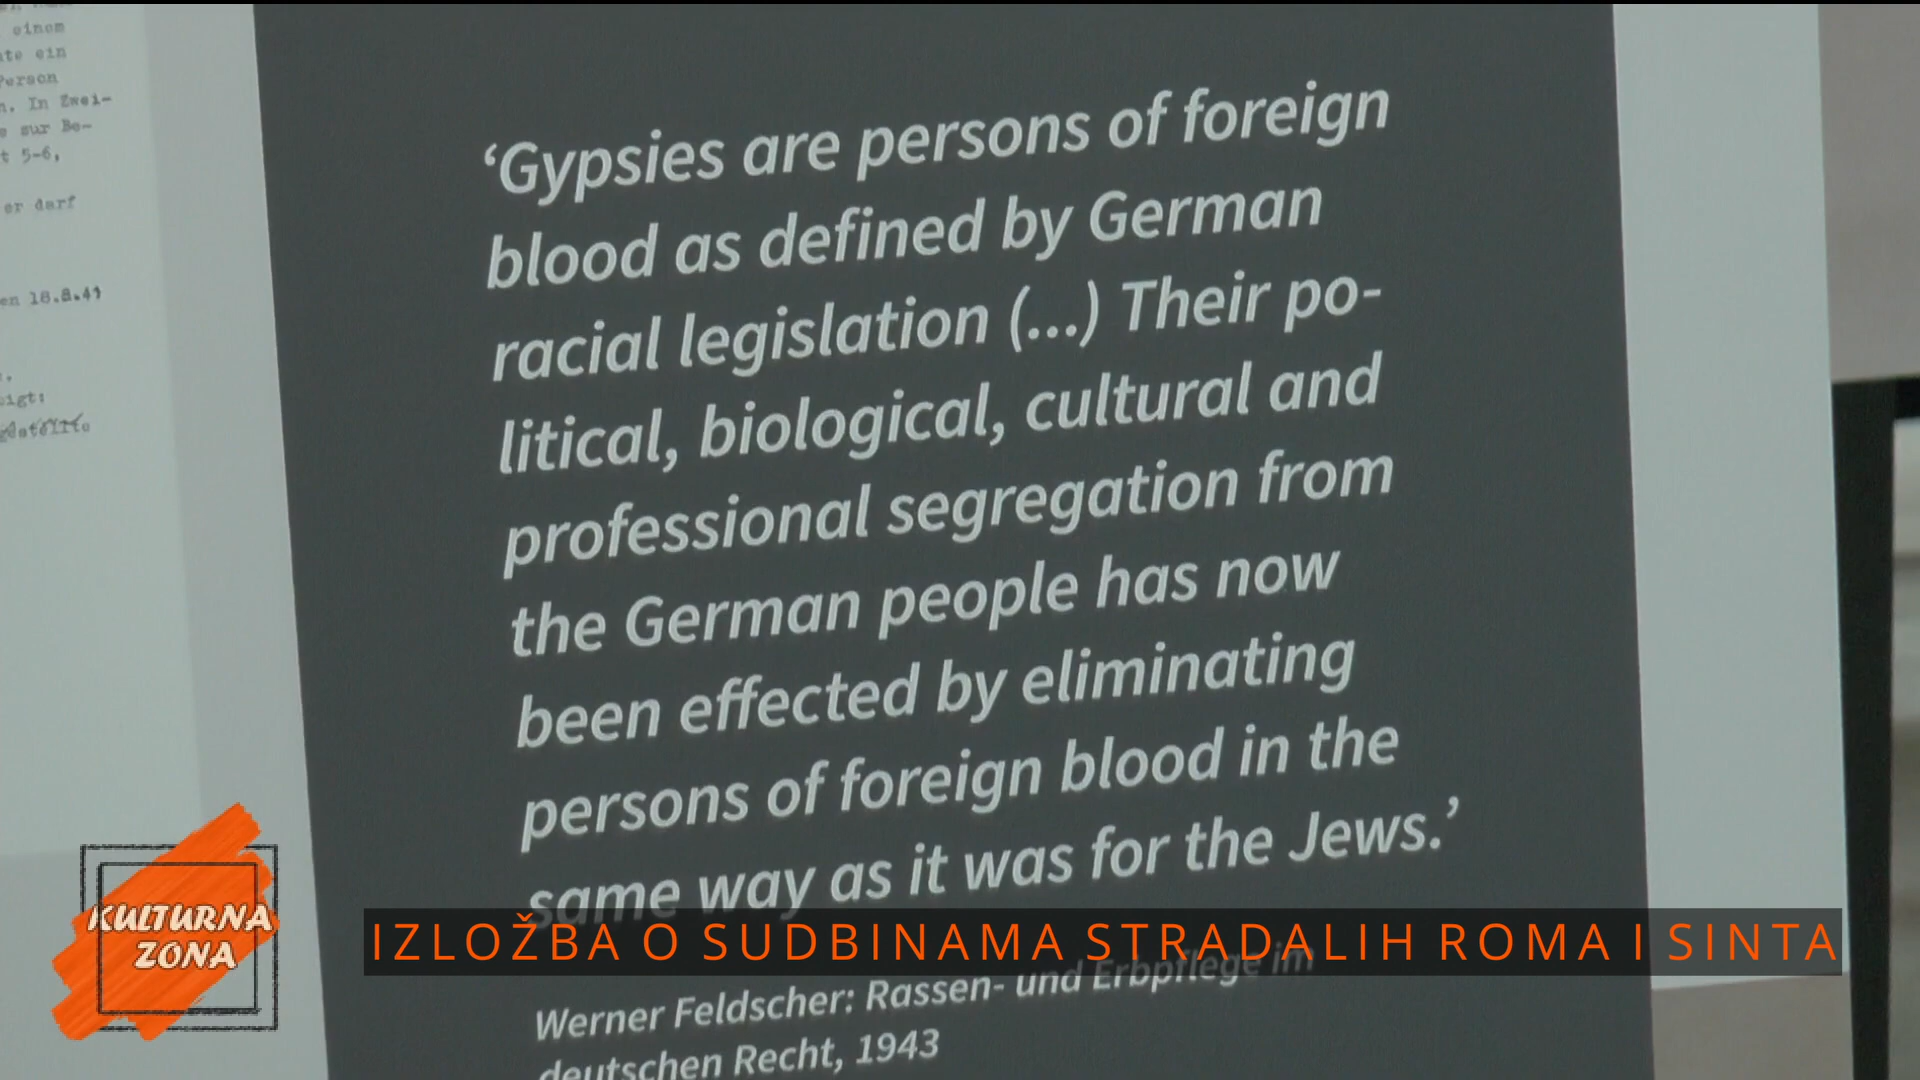 einem
ein
Person
In Zwei-
zur Be-
5-6,
er darf
18.8.41
‘Gypsies are persons of foreign
blood as defined by German
racial legislation (...) Their po-
litical, biological, cultural and
professional segregation from
the German people has now
been effected by eliminating
persons of foreign blood in the
same way as it was for the Jews.’
Werner Feldscher: Rassen- und Erbpflege im
deutschen Recht, 1943
KULTURNA
ZONA
IZLOŽBA O SUDBINAMA STRADALIH ROMA I SINTA